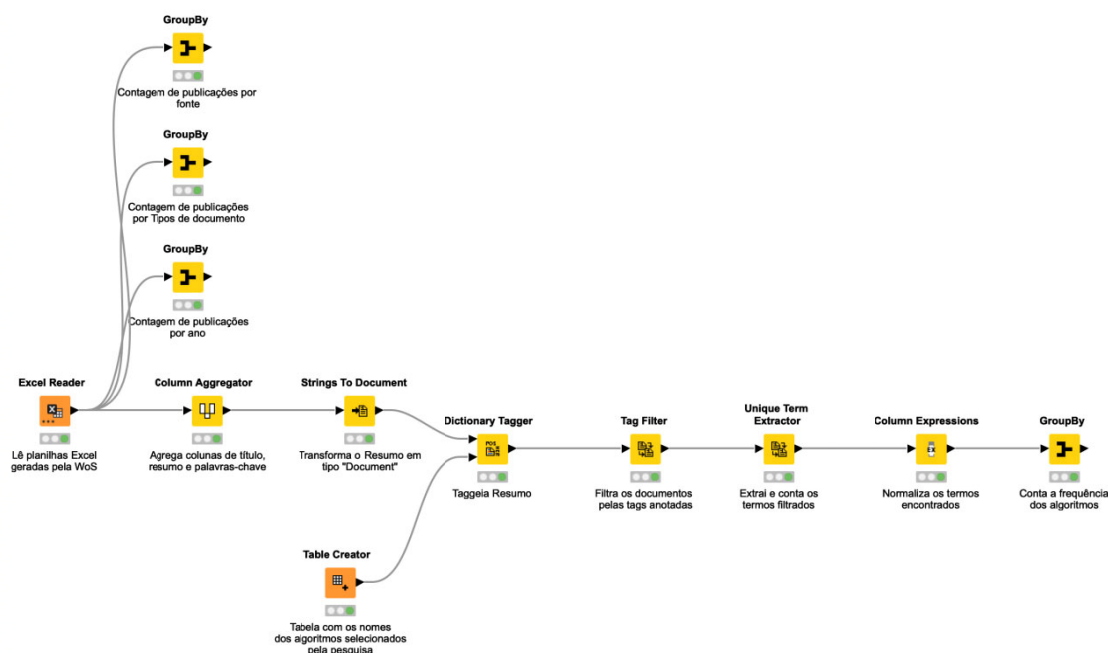 GroupBy
Contagem de publicações por
fonte
GroupBy
Contagem de publicações
por Tipos de documento
GroupBy
Contagem de publicações
por ano
Excel Reader
Lê planilhas Excel
geradas pela WoS
Column Aggregator
Agrega colunas de título,
resumo e palavras-chave
Strings To Document
Transforma o Resumo em
tipo "Document"
Dictionary Tagger
POS
Taggeia Resumo
Tag Filter
Filtra os documentos
pelas tags anotadas
Unique Term
Extractor
Extrai e conta os
termos filtrados
Column Expressions
EX
Normaliza os termos
encontrados
GroupBy
Conta a frequência
dos algoritmos
Table Creator
Tabela com os nomes
dos algoritmos selecionados
pela pesquisa